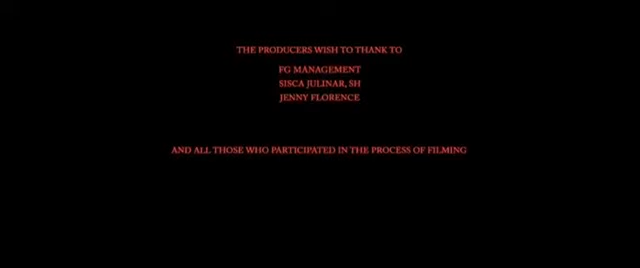 THE PRODUCERS WISH TO THANK TO
FG MANAGEMENT
SISCA JULINAR, SH
JENNY FLORENCE
AND ALL THOSE WHO PARTICIPATED IN THE PROCESS OF FILMING